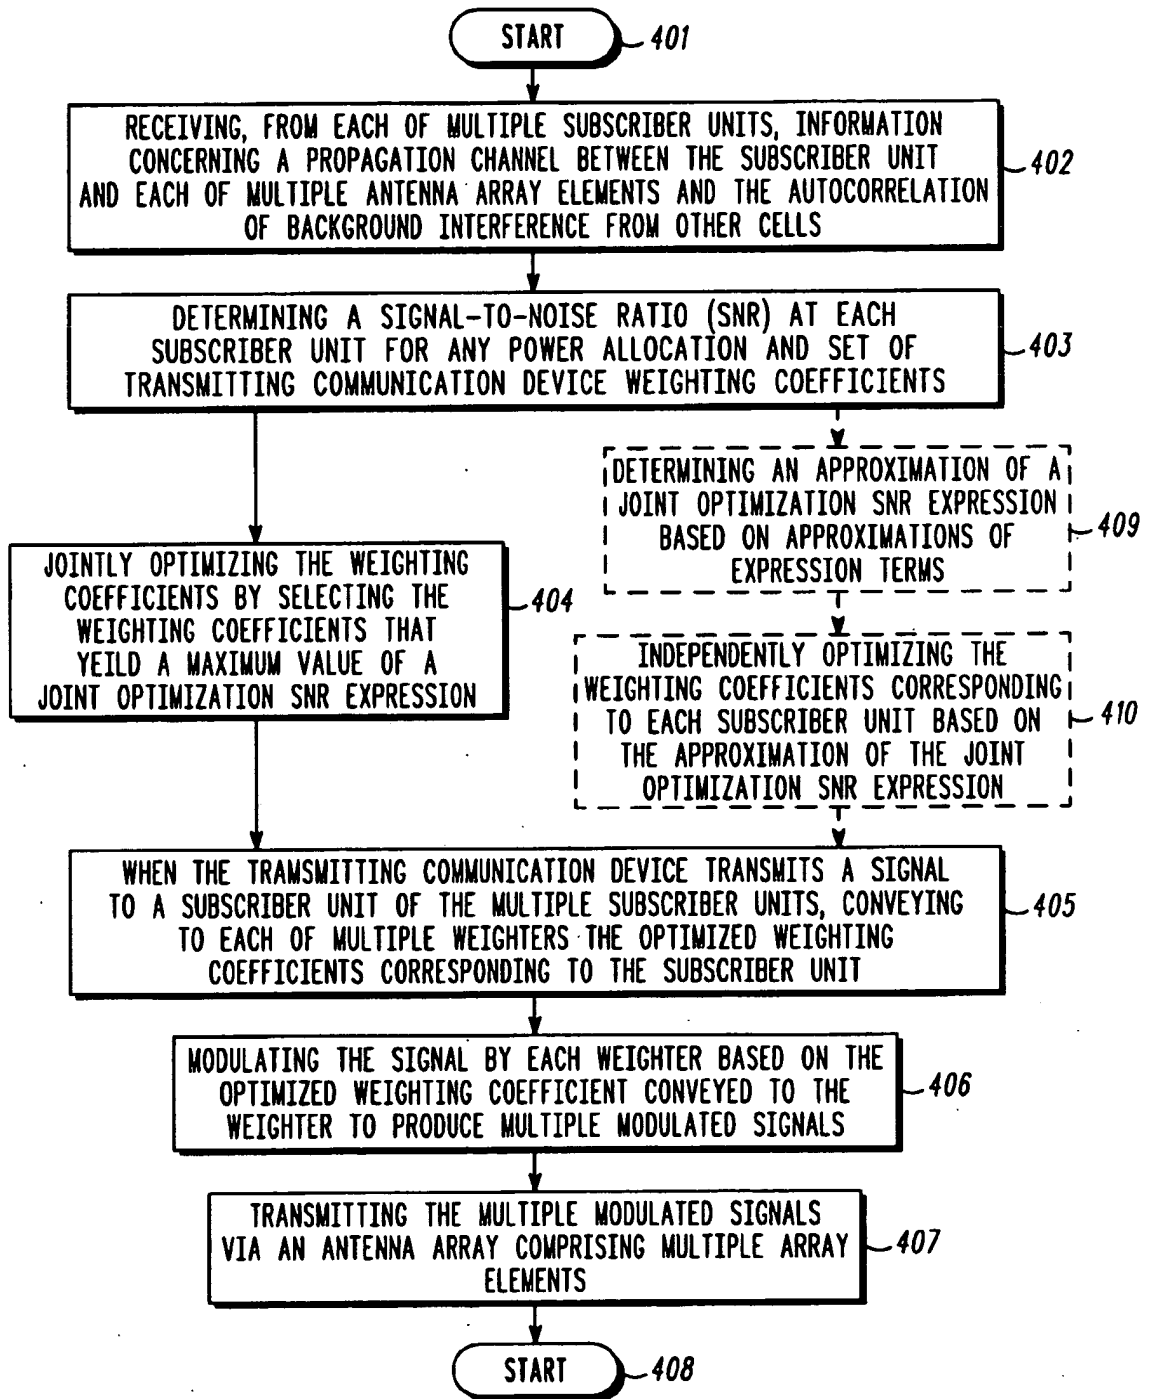 START
401
RECEIVING, FROM EACH OF MULTIPLE SUBSCRIBER UNITS, INFORMATION
CONCERNING A PROPAGATION CHANNEL BETWEEN THE SUBSCRIBER UNIT
AND EACH OF MULTIPLE ANTENNA ARRAY ELEMENTS AND THE AUTOCORRELATION
OF BACKGROUND INTERFERENCE FROM OTHER CELLS
402
DETERMINING A SIGNAL-TO-NOISE RATIO (SNR) AT EACH
SUBSCRIBER UNIT FOR ANY POWER ALLOCATION AND SET OF
TRANSMITTING COMMUNICATION DEVICE WEIGHTING COEFFICIENTS
403
JOINTLY OPTIMIZING THE WEIGHTING
COEFFICIENTS BY SELECTING THE
WEIGHTING COEFFICIENTS THAT
YEILD A MAXIMUM VALUE OF A
JOINT OPTIMIZATION SNR EXPRESSION
404
DETERMINING AN APPROXIMATION OF A
JOINT OPTIMIZATION SNR EXPRESSION
BASED ON APPROXIMATIONS OF
EXPRESSION TERMS
409
INDEPENDENTLY OPTIMIZING THE
WEIGHTING COEFFICIENTS CORRESPONDING
TO EACH SUBSCRIBER UNIT BASED ON
THE APPROXIMATION OF THE JOINT
OPTIMIZATION SNR EXPRESSION
410
WHEN THE TRAMSMITTING COMMUNICATION DEVICE TRANSMITS A SIGNAL
TO A SUBSCRIBER UNIT OF THE MULTIPLE SUBSCRIBER UNITS, CONVEYING
TO EACH OF MULTIPLE WEIGHTERS THE OPTIMIZED WEIGHTING
COEFFICIENTS CORRESPONDING TO THE SUBSCRIBER UNIT
405
MODULATING THE SIGNAL BY EACH WEIGHTER BASED ON THE
OPTIMIZED WEIGHTING COEFFICIENT CONVEYED TO THE
WEIGHTER TO PRODUCE MULTIPLE MODULATED SIGNALS
406
TRANSMITTING THE MULTIPLE MODULATED SIGNALS
VIA AN ANTENNA ARRAY COMPRISING MULTIPLE ARRAY
ELEMENTS
407
START
408